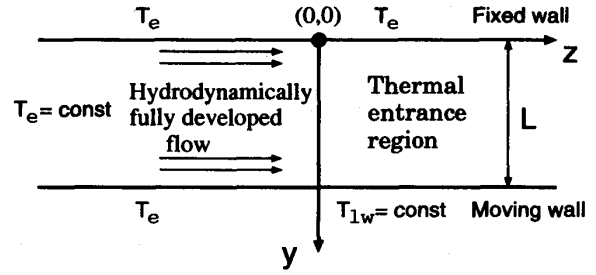 Te (0,0) Te Fixed wall
z
Te= const
Hydrodynamically
fully developed
flow
Thermal
entrance
region
L
Te T1w= const Moving wall
y